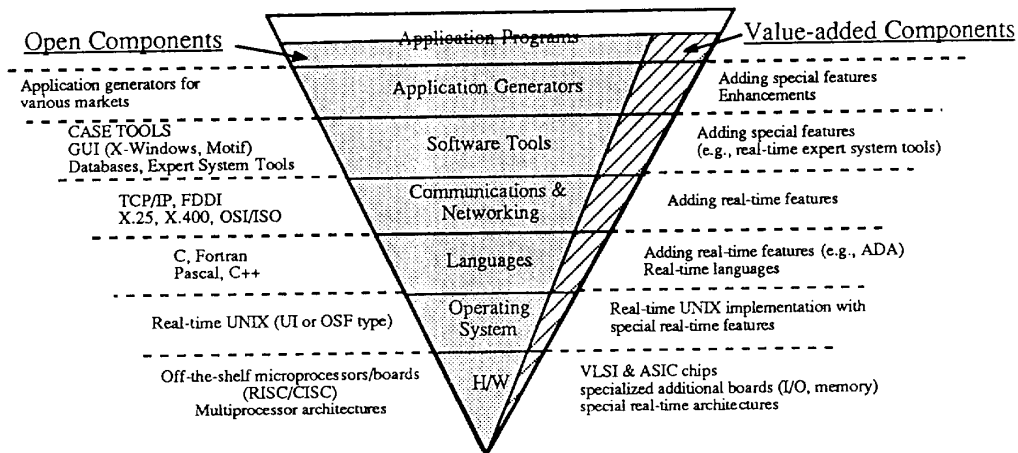 Open Components
Application Programs
Value-added Components
Application generators for
various markets
Application Generators
Adding special features
Enhancements
CASE TOOLS
GUI (X-Windows, Motif)
Databases, Expert System Tools
Software Tools
Adding special features
(e.g., real-time expert system tools)
TCP/IP, FDDI
X.25, X.400, OSI/ISO
Communications &
Networking
Adding real-time features
C, Fortran
Pascal, C++
Languages
Adding real-time features (e.g., ADA)
Real-time languages
Real-time UNIX (UI or OSF type)
Operating
System
Real-time UNIX implementation with
special real-time features
Off-the-shelf microprocessors/boards
(RISC/CISC)
Multiprocessor architectures
H/W
VLSI & ASIC chips
specialized additional boards (I/O, memory)
special real-time architectures